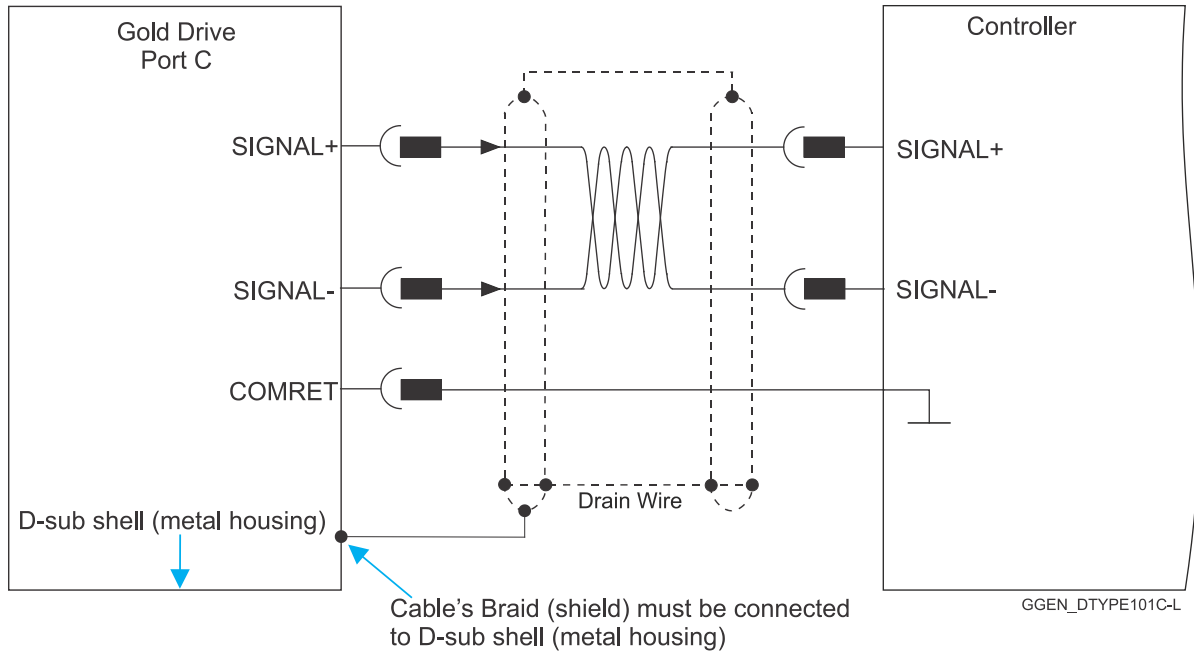 Gold Drive
Port C
Controller
SIGNAL+
SIGNAL+
SIGNAL-
SIGNAL-
COMRET
Drain Wire
D-sub shell (metal housing)
Cable's Braid (shield) must be connected
to D-sub shell (metal housing)
GGEN_DTYPE101C-L